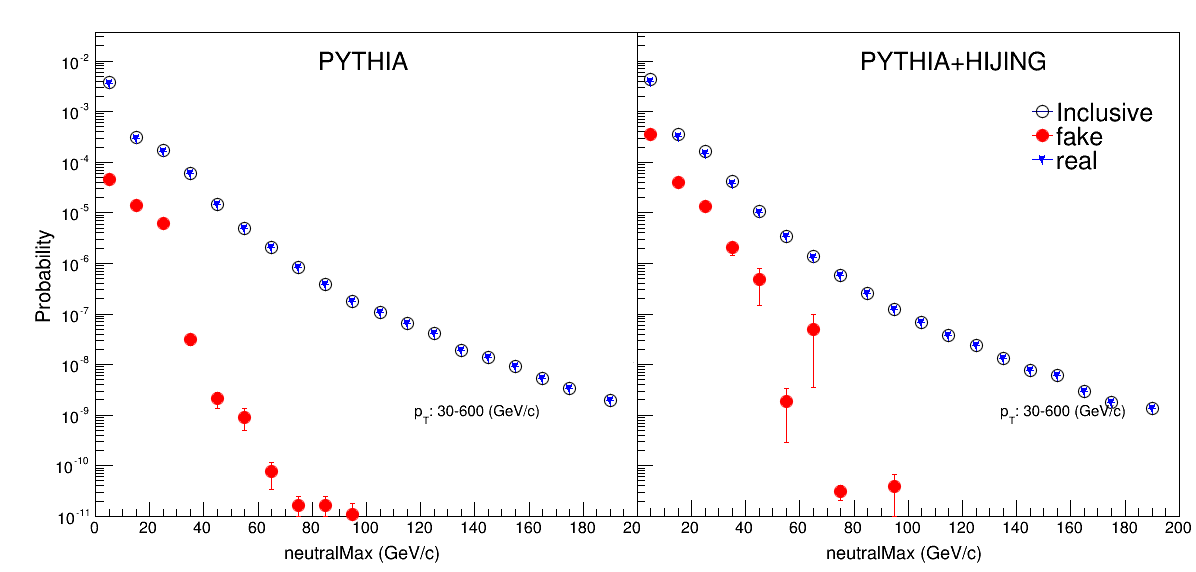 PYTHIA
PYTHIA+HIJING
Inclusive
fake
real
Probability
10⁻²
10⁻³
10⁻⁴
10⁻⁵
10⁻⁶
10⁻⁷
10⁻⁸
10⁻⁹
10⁻¹⁰
10⁻¹¹
p_T: 30-600 (GeV/c)
p_T: 30-600 (GeV/c)
0 20 40 60 80 100 120 140 160 180 20
20 40 60 80 100 120 140 160 180 200
neutralMax (GeV/c)
neutralMax (GeV/c)